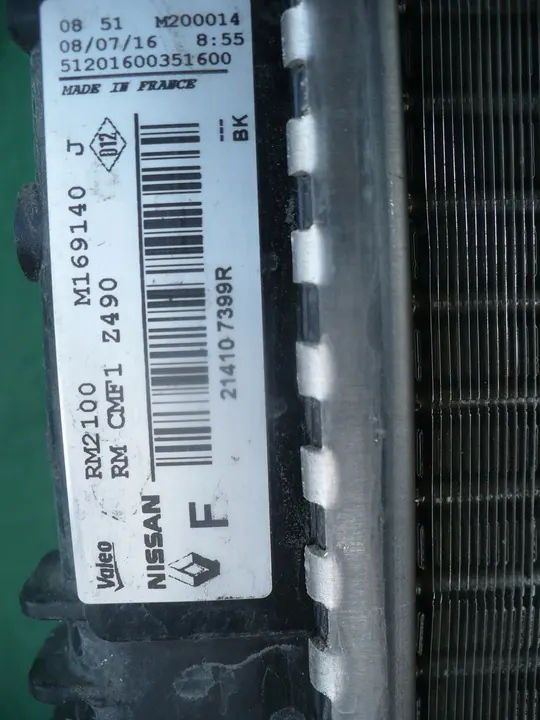 08 51 M200014
08/07/16 8:55
51201600351600
MADE IN FRANCE
Valeo
RM2100 M169140 J
RM CMF1 Z490
D12
NISSAN
---
BK
F
21410 7399R